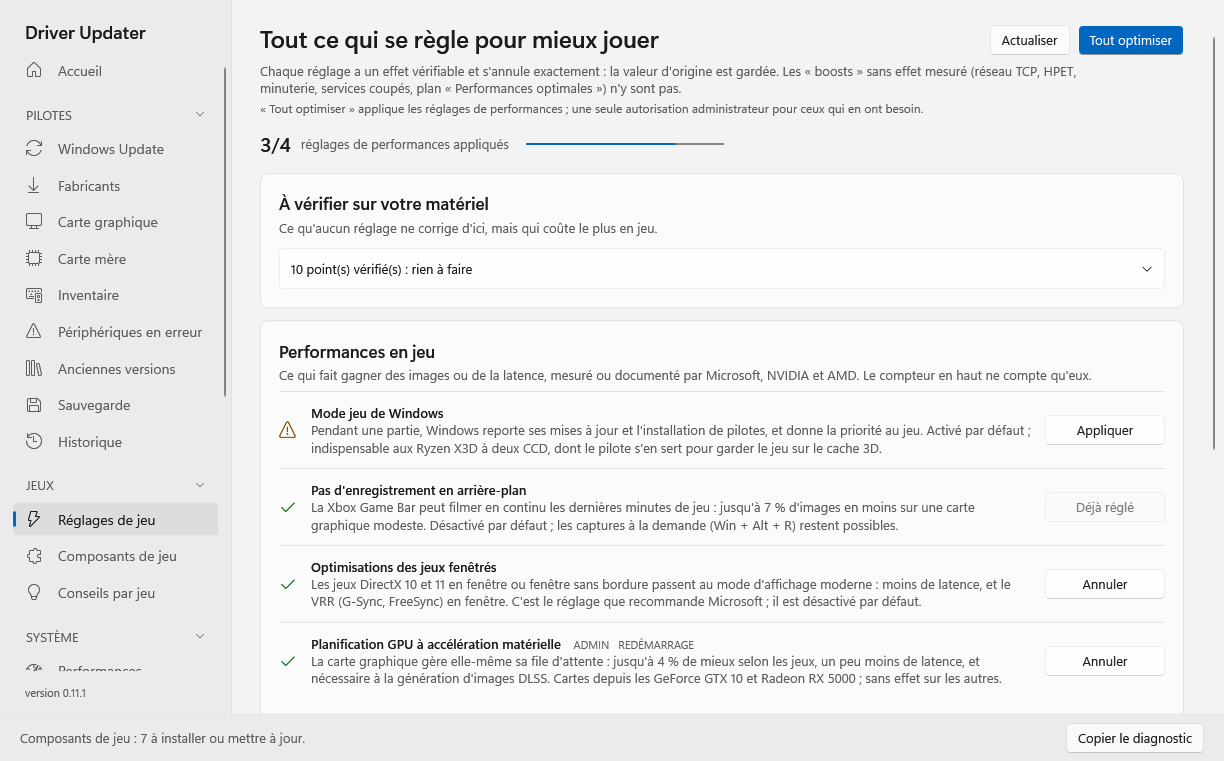 Driver Updater
Accueil
PILOTES
Windows Update
Fabricants
Carte graphique
Carte mère
Inventaire
Périphériques en erreur
Anciennes versions
Sauvegarde
Historique
JEUX
Réglages de jeu
Composants de jeu
Conseils par jeu
SYSTÈME
Performances
version 0.11.1
Tout ce qui se règle pour mieux jouer
Actualiser
Tout optimiser
Chaque réglage a un effet vérifiable et s'annule exactement : la valeur d'origine est gardée. Les « boosts » sans effet mesuré (réseau TCP, HPET,
minuterie, services coupés, plan « Performances optimales ») n'y sont pas.
« Tout optimiser » applique les réglages de performances ; une seule autorisation administrateur pour ceux qui en ont besoin.
3/4 réglages de performances appliqués
À vérifier sur votre matériel
Ce qu'aucun réglage ne corrige d'ici, mais qui coûte le plus en jeu.
10 point(s) vérifié(s) : rien à faire
Performances en jeu
Ce qui fait gagner des images ou de la latence, mesuré ou documenté par Microsoft, NVIDIA et AMD. Le compteur en haut ne compte qu'eux.
Mode jeu de Windows
Pendant une partie, Windows reporte ses mises à jour et l'installation de pilotes, et donne la priorité au jeu. Activé par défaut ;
indispensable aux Ryzen X3D à deux CCD, dont le pilote s'en sert pour garder le jeu sur le cache 3D.
Appliquer
Pas d'enregistrement en arrière-plan
La Xbox Game Bar peut filmer en continu les dernières minutes de jeu : jusqu'à 7 % d'images en moins sur une carte
graphique modeste. Désactivé par défaut ; les captures à la demande (Win + Alt + R) restent possibles.
Déjà réglé
Optimisations des jeux fenêtrés
Les jeux DirectX 10 et 11 en fenêtre ou fenêtre sans bordure passent au mode d'affichage moderne : moins de latence, et le
VRR (G-Sync, FreeSync) en fenêtre. C'est le réglage que recommande Microsoft ; il est désactivé par défaut.
Annuler
Planification GPU à accélération matérielle ADMIN REDÉMARRAGE
La carte graphique gère elle-même sa file d'attente : jusqu'à 4 % de mieux selon les jeux, un peu moins de latence, et
nécessaire à la génération d'images DLSS. Cartes depuis les GeForce GTX 10 et Radeon RX 5000 ; sans effet sur les autres.
Annuler
Composants de jeu : 7 à installer ou mettre à jour.
Copier le diagnostic